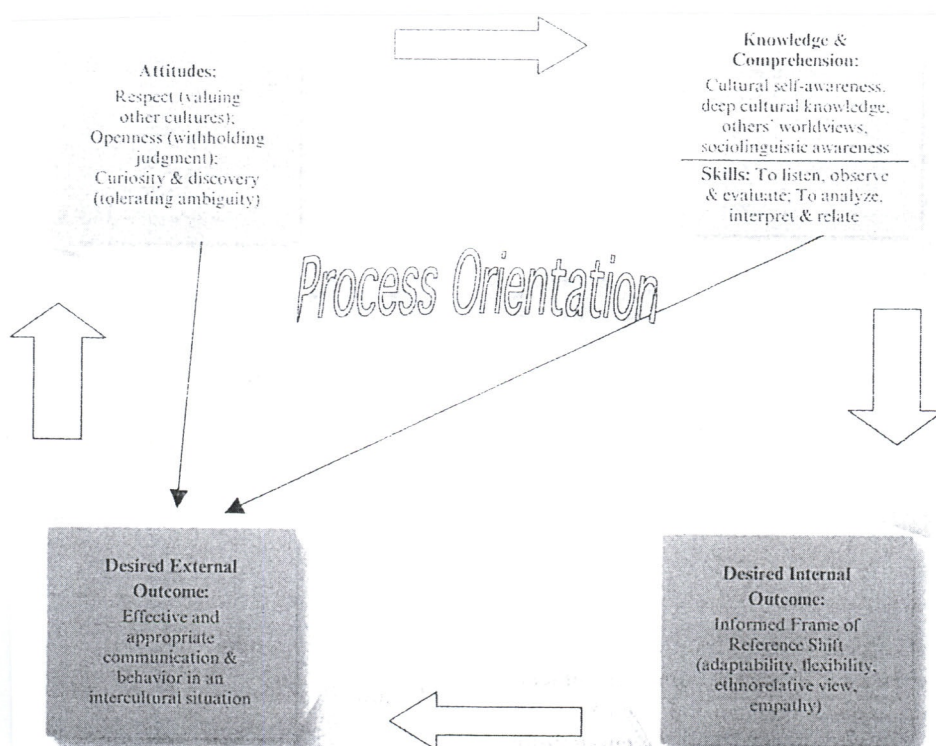 Attitudes:
Respect (valuing
other cultures);
Openness (withholding
judgment);
Curiosity & discovery
(tolerating ambiguity)
Knowledge &
Comprehension:
Cultural self-awareness,
deep cultural knowledge,
others' worldviews,
sociolinguistic awareness
Skills: To listen, observe
& evaluate; To analyze,
interpret & relate
Process Orientation
Desired External
Outcome:
Effective and
appropriate
communication &
behavior in an
intercultural situation
Desired Internal
Outcome:
Informed Frame of
Reference Shift
(adaptability, flexibility,
ethnorelative view,
empathy)